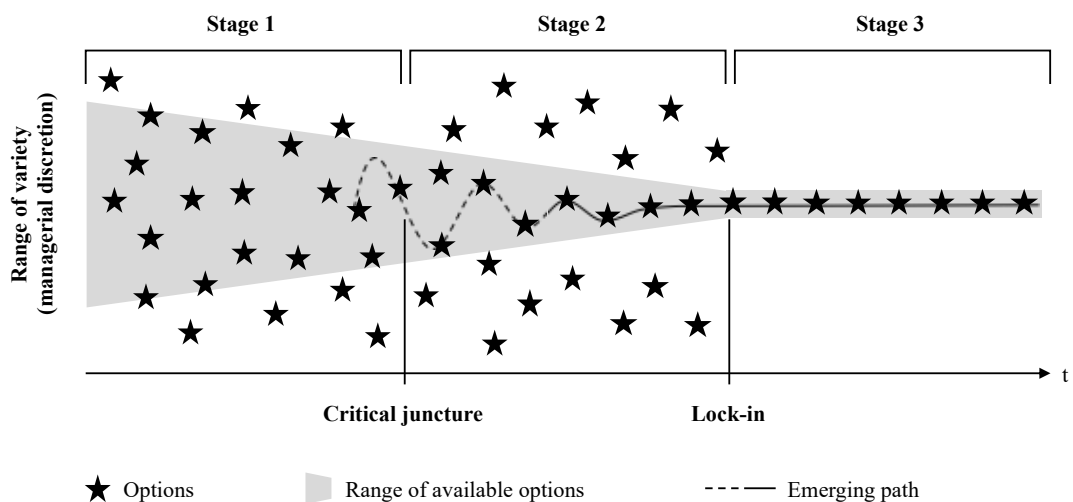 Stage 1
Stage 2
Stage 3
Range of variety
(managerial discretion)
t
Critical juncture
Lock-in
Options
Range of available options
Emerging path